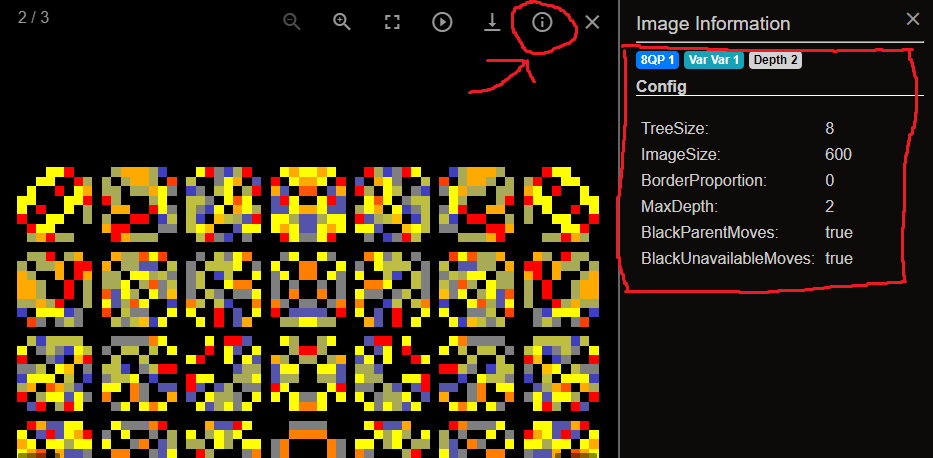 2 / 3
Image Information
8QP 1 Var Var 1 Depth 2
Config
TreeSize: 8
ImageSize: 600
BorderProportion: 0
MaxDepth: 2
BlackParentMoves: true
BlackUnavailableMoves: true